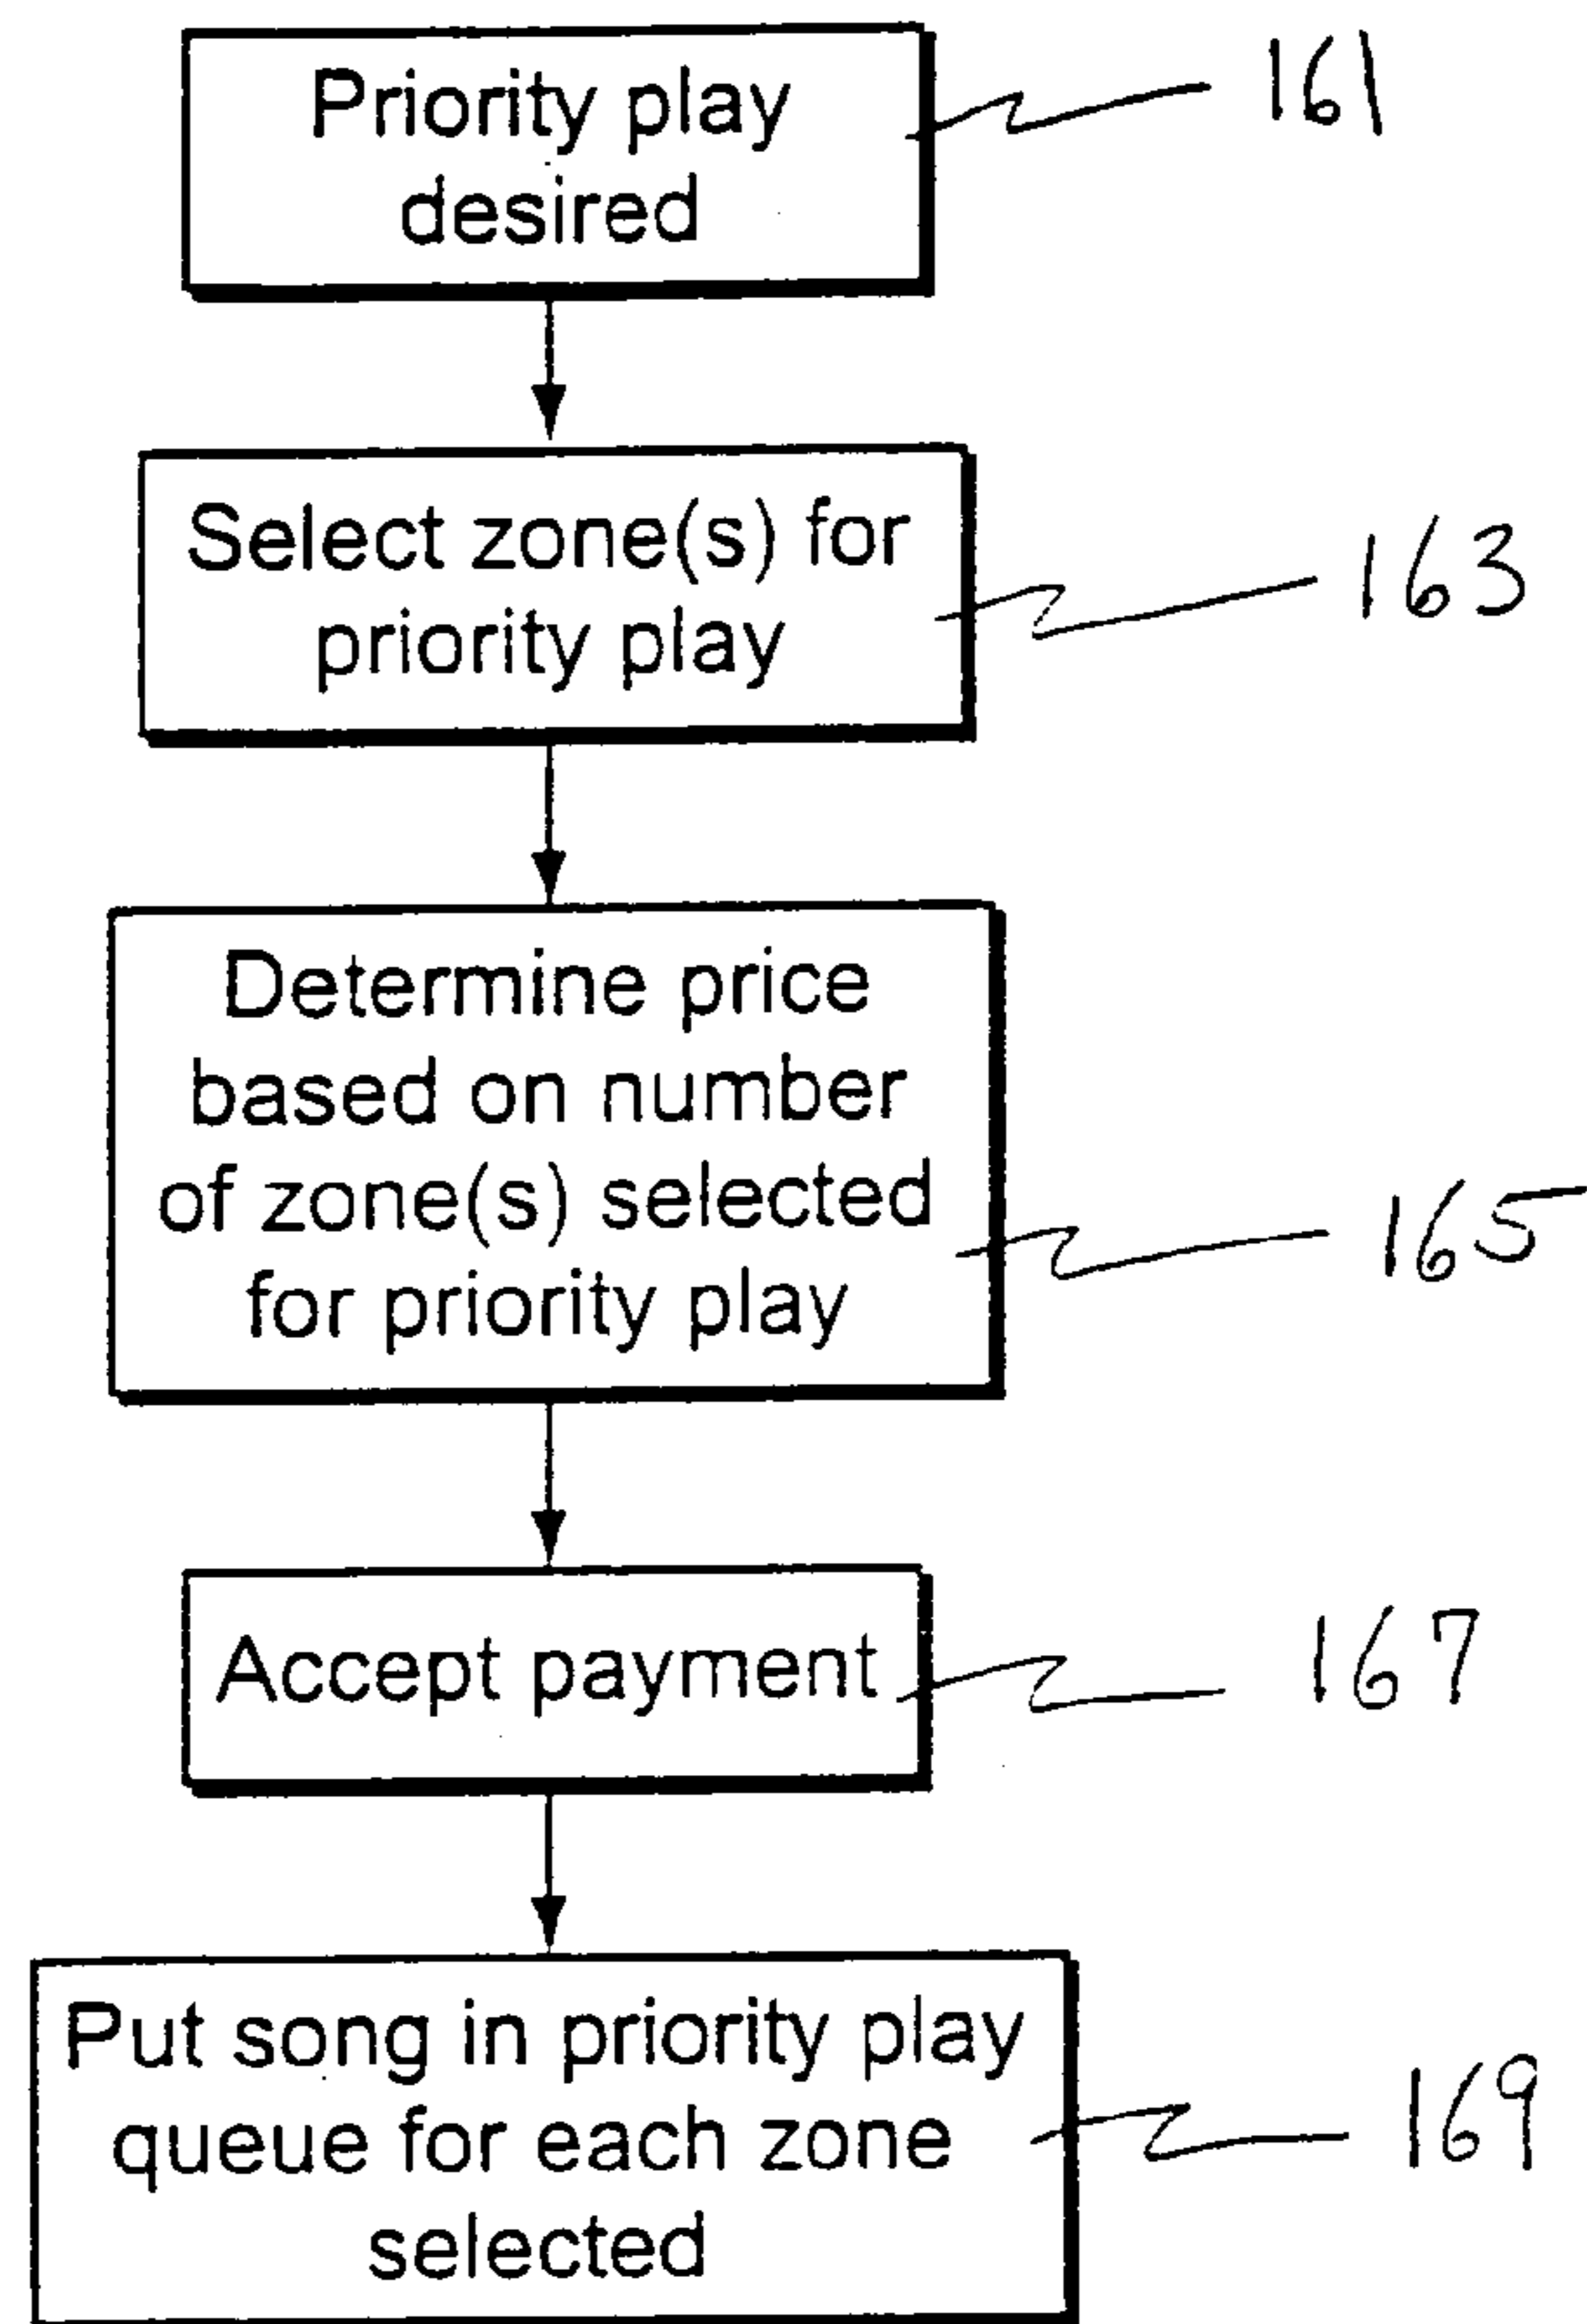 Priority play
desired
161
Select zone(s) for
priority play
163
Determine price
based on number
of zone(s) selected
for priority play
165
Accept payment
167
Put song in priority play
queue for each zone
selected
169